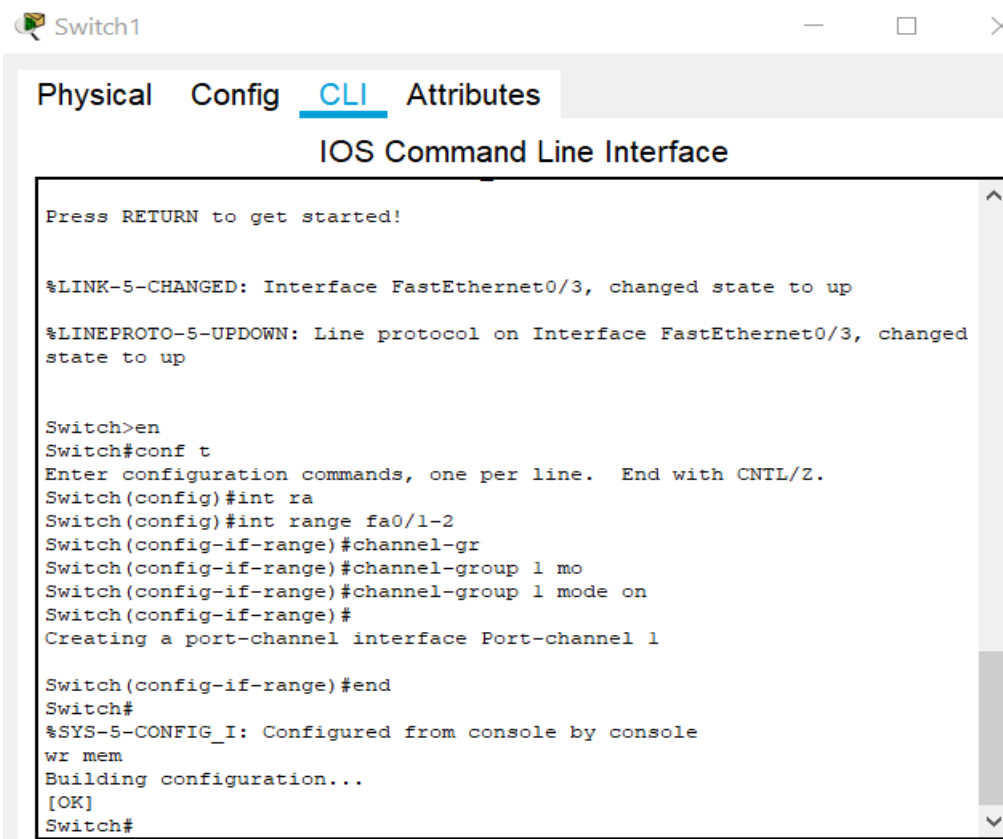 Switch1
Physical Config CLI Attributes
IOS Command Line Interface
Press RETURN to get started!
%LINK-5-CHANGED: Interface FastEthernet0/3, changed state to up
%LINEPROTO-5-UPDOWN: Line protocol on Interface FastEthernet0/3, changed
state to up
Switch>en
Switch#conf t
Enter configuration commands, one per line.  End with CNTL/Z.
Switch(config)#int ra
Switch(config)#int range fa0/1-2
Switch(config-if-range)#channel-gr
Switch(config-if-range)#channel-group 1 mo
Switch(config-if-range)#channel-group 1 mode on
Switch(config-if-range)#
Creating a port-channel interface Port-channel 1
Switch(config-if-range)#end
Switch#
%SYS-5-CONFIG_I: Configured from console by console
wr mem
Building configuration...
[OK]
Switch#